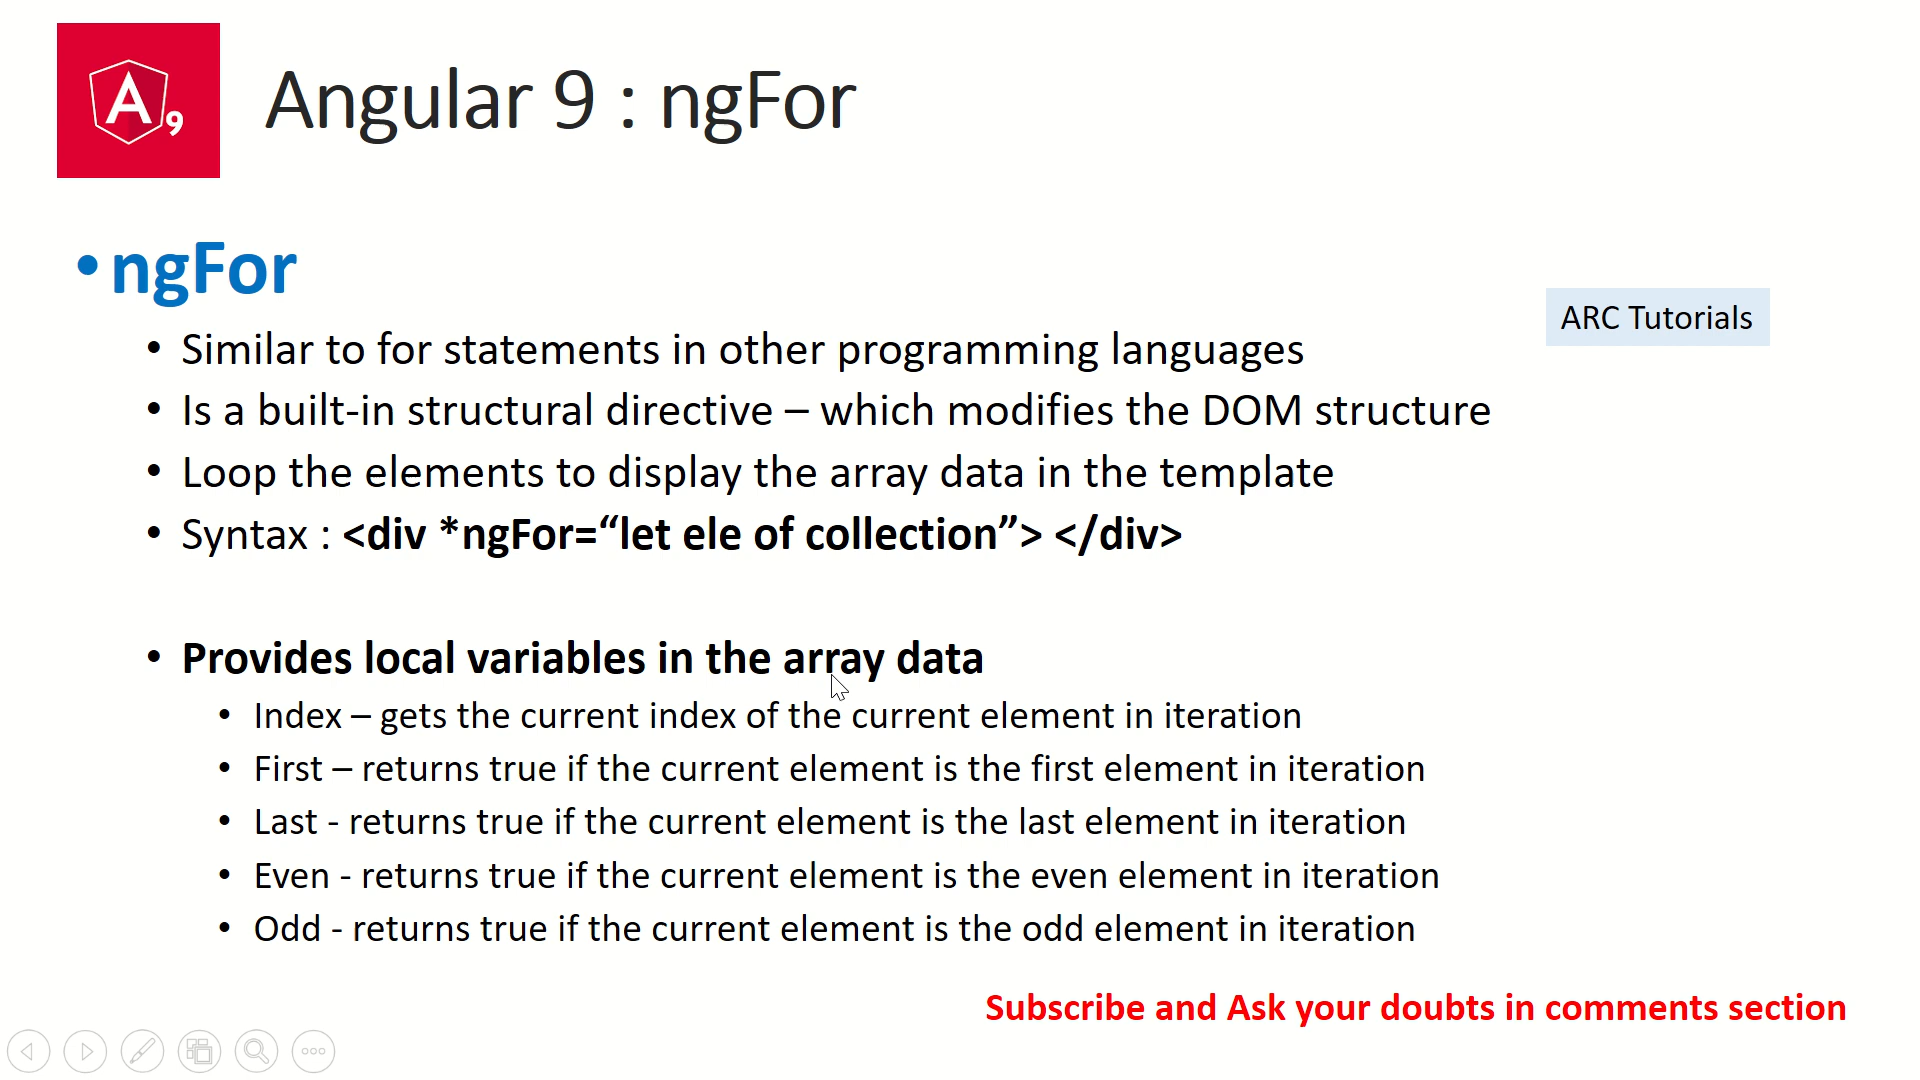 A9
Angular 9 : ngFor
•ngFor
• Similar to for statements in other programming languages
ARC Tutorials
• Is a built-in structural directive – which modifies the DOM structure
• Loop the elements to display the array data in the template
• Syntax : <div *ngFor=“let ele of collection”> </div>
• Provides local variables in the array data
• Index – gets the current index of the current element in iteration
• First – returns true if the current element is the first element in iteration
• Last - returns true if the current element is the last element in iteration
• Even - returns true if the current element is the even element in iteration
• Odd - returns true if the current element is the odd element in iteration
Subscribe and Ask your doubts in comments section